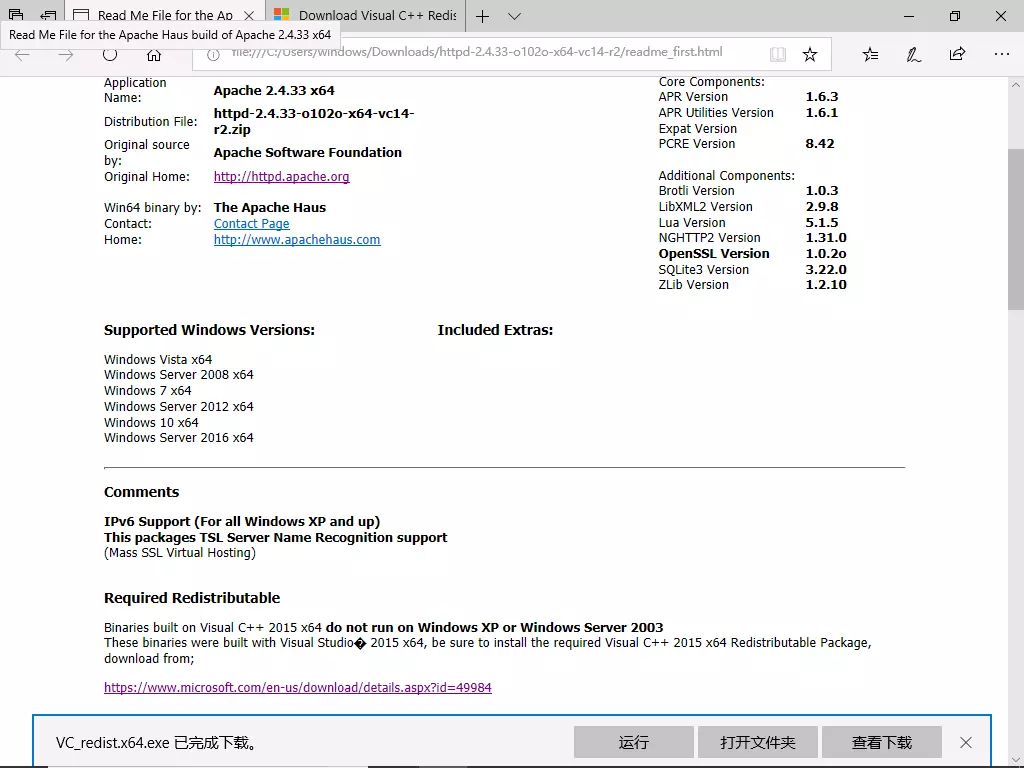 Read Me File for the Ap
Download Visual C++ Redis
Read Me File for the Apache Haus build of Apache 2.4.33 x64
file:///C:/Users/windows/Downloads/httpd-2.4.33-o102o-x64-vc14-r2/readme_first.html
Application
Name:
Apache 2.4.33 x64
Distribution File:
httpd-2.4.33-o102o-x64-vc14-
r2.zip
Original source
by:
Apache Software Foundation
Original Home:
http://httpd.apache.org
Win64 binary by:
The Apache Haus
Contact:
Contact Page
Home:
http://www.apachehaus.com
Core Components:
APR Version 1.6.3
APR Utilities Version 1.6.1
Expat Version
PCRE Version 8.42
Additional Components:
Brotli Version 1.0.3
LibXML2 Version 2.9.8
Lua Version 5.1.5
NGHTTP2 Version 1.31.0
OpenSSL Version 1.0.2o
SQLite3 Version 3.22.0
ZLib Version 1.2.10
Supported Windows Versions:
Windows Vista x64
Windows Server 2008 x64
Windows 7 x64
Windows Server 2012 x64
Windows 10 x64
Windows Server 2016 x64
Included Extras:
Comments
IPv6 Support (For all Windows XP and up)
This packages TSL Server Name Recognition support
(Mass SSL Virtual Hosting)
Required Redistributable
Binaries built on Visual C++ 2015 x64 do not run on Windows XP or Windows Server 2003
These binaries were built with Visual Studio� 2015 x64, be sure to install the required Visual C++ 2015 x64 Redistributable Package,
download from;
https://www.microsoft.com/en-us/download/details.aspx?id=49984
VC_redist.x64.exe 已完成下载。
运行
打开文件夹
查看下载